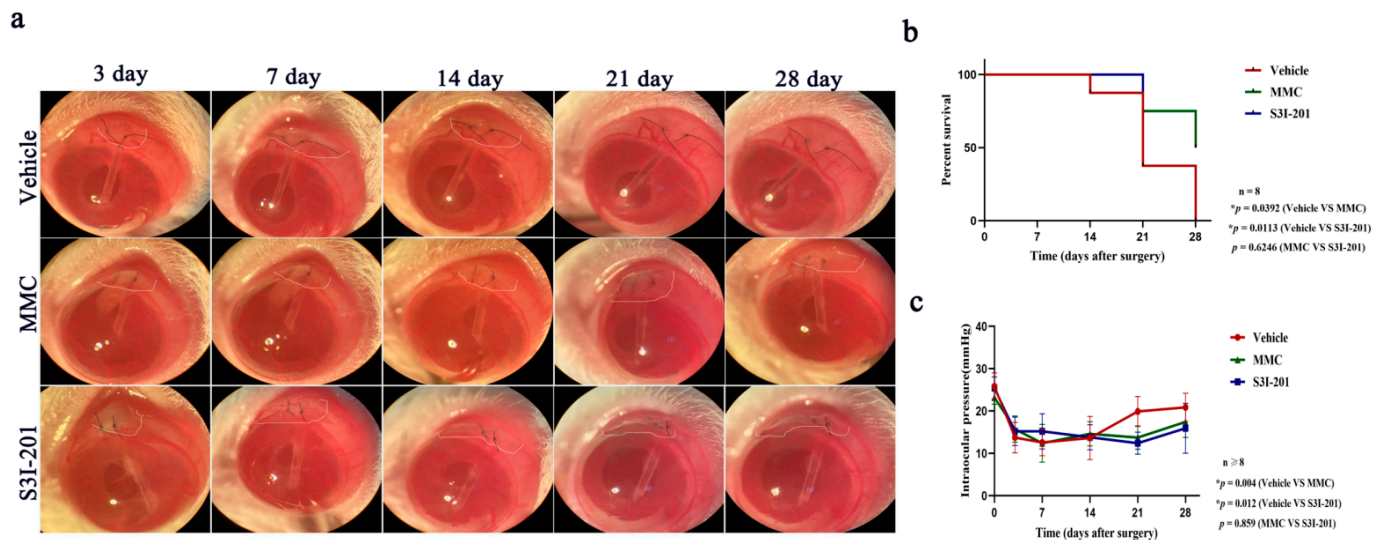 a
3 day 7 day 14 day 21 day 28 day
Vehicle
MMC
S3I-201
b
Percent survival
100
50
0
0 7 14 21 28
Time (days after surgery)
Vehicle
MMC
S3I-201
n = 8
*p = 0.0392 (Vehicle VS MMC)
*p = 0.0113 (Vehicle VS S3I-201)
p = 0.6246 (MMC VS S3I-201)
c
Intraocular pressure(mmHg)
40
30
20
10
0
0 7 14 21 28
Time (days after surgery)
Vehicle
MMC
S3I-201
n ⩾8
*p = 0.004 (Vehicle VS MMC)
*p = 0.012 (Vehicle VS S3I-201)
p = 0.859 (MMC VS S3I-201)